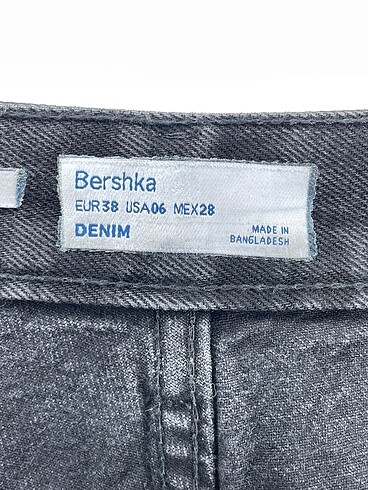 Bershka
EUR38 USA06 MEX28
DENIM
MADE IN
BANGLADESH